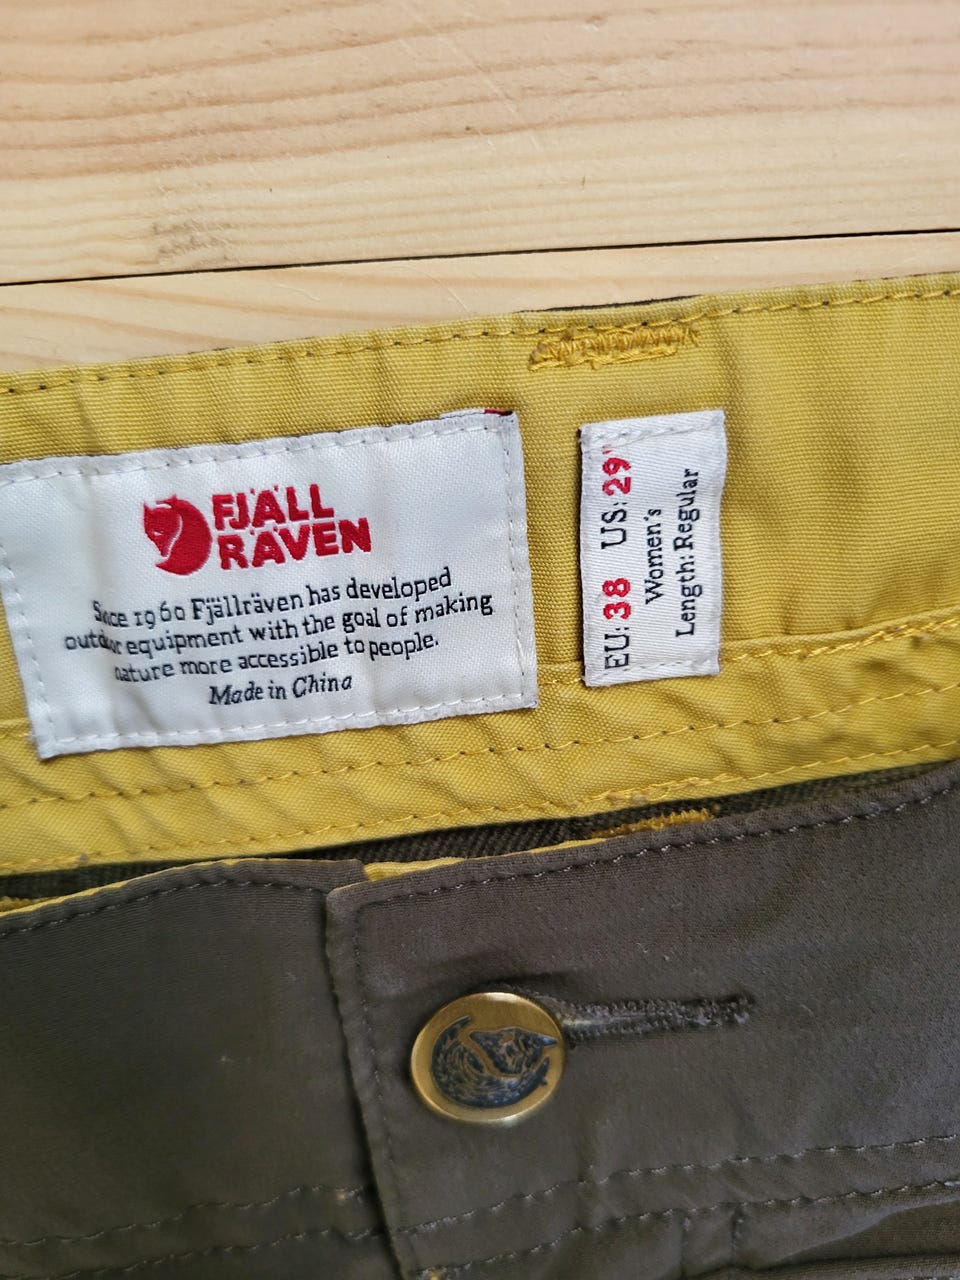 FJÄLL
RÄVEN
Since 1960 Fjällräven has developed
outdoor equipment with the goal of making
nature more accessible to people.
Made in China
EU: 38 US: 29"
Women's
Length: Regular